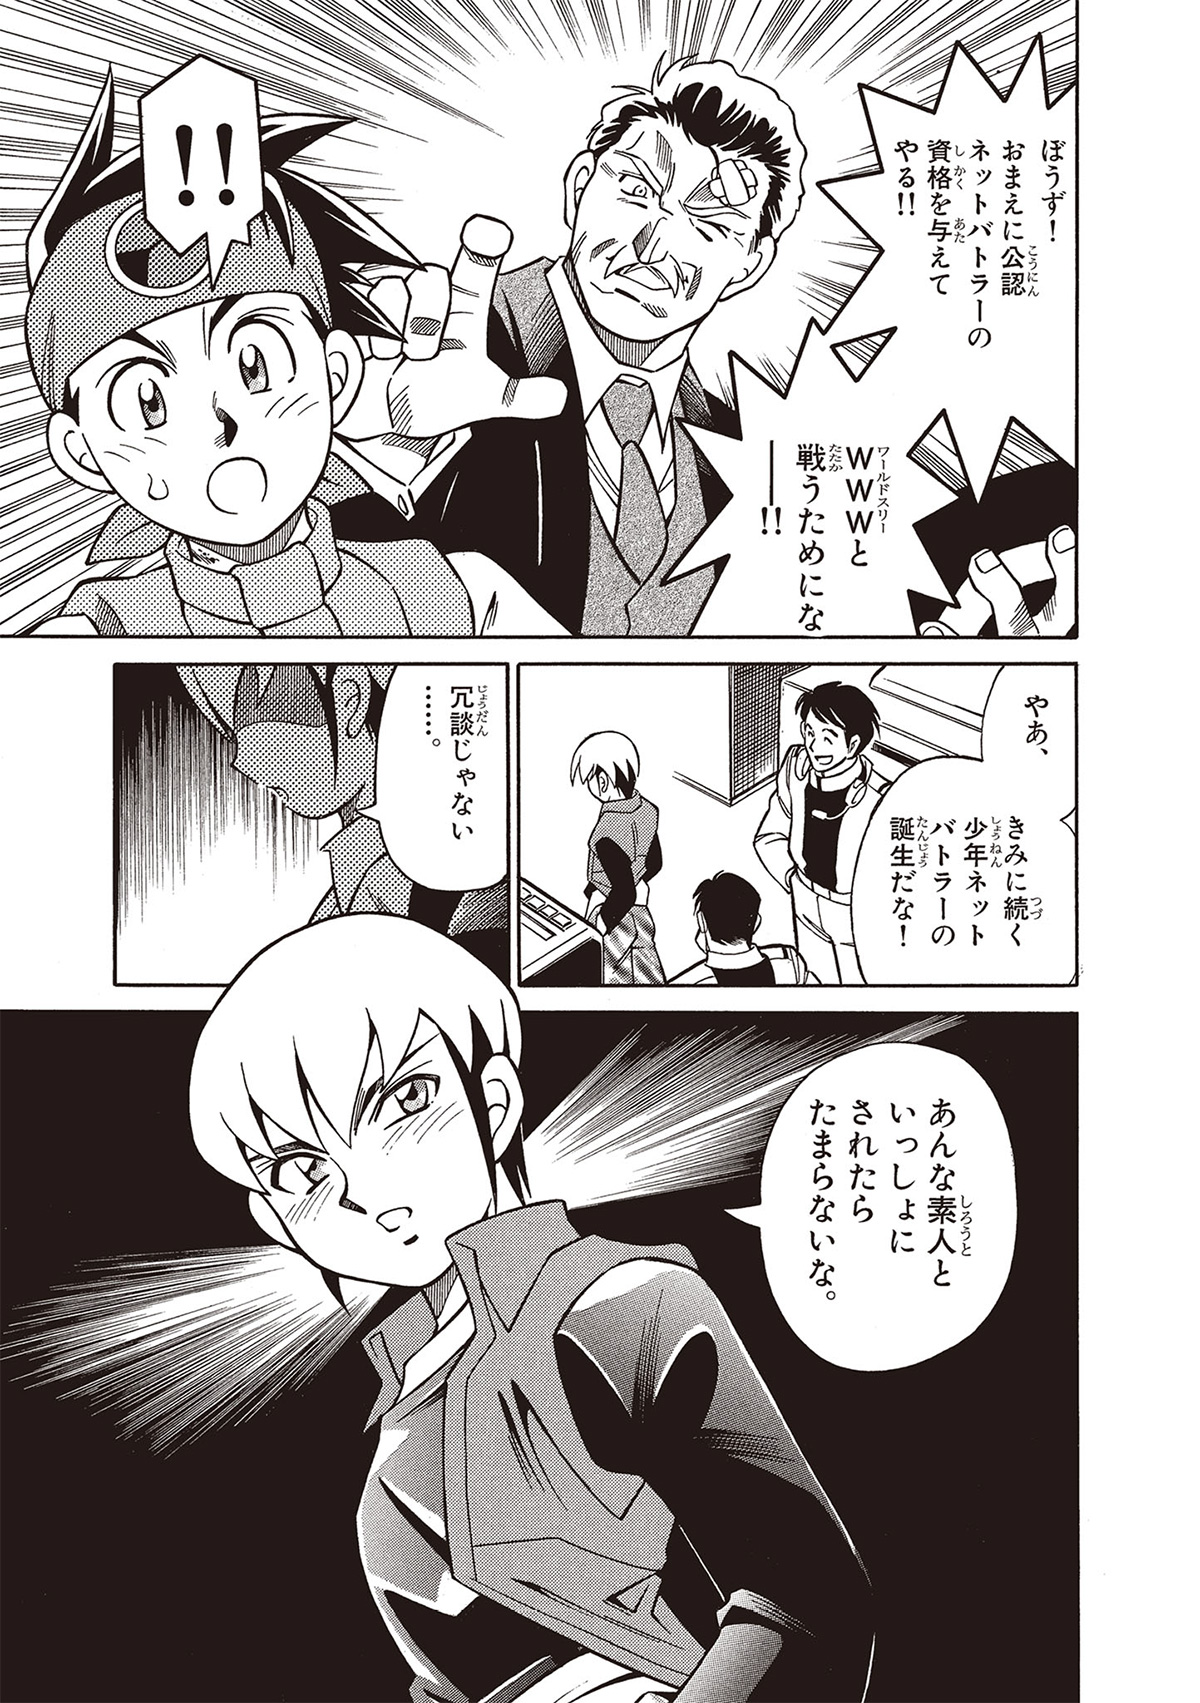 ぼうず!
おまえに公認
ネットバトラーの
資格を与えて
やる!!
WWWと
戦うためにな
――!!
!!
やあ、
きみに続く
少年ネット
バトラーの
誕生だな!
冗談じゃない
……。
あんな素人と
いっしょに
されたら
たまらないな。